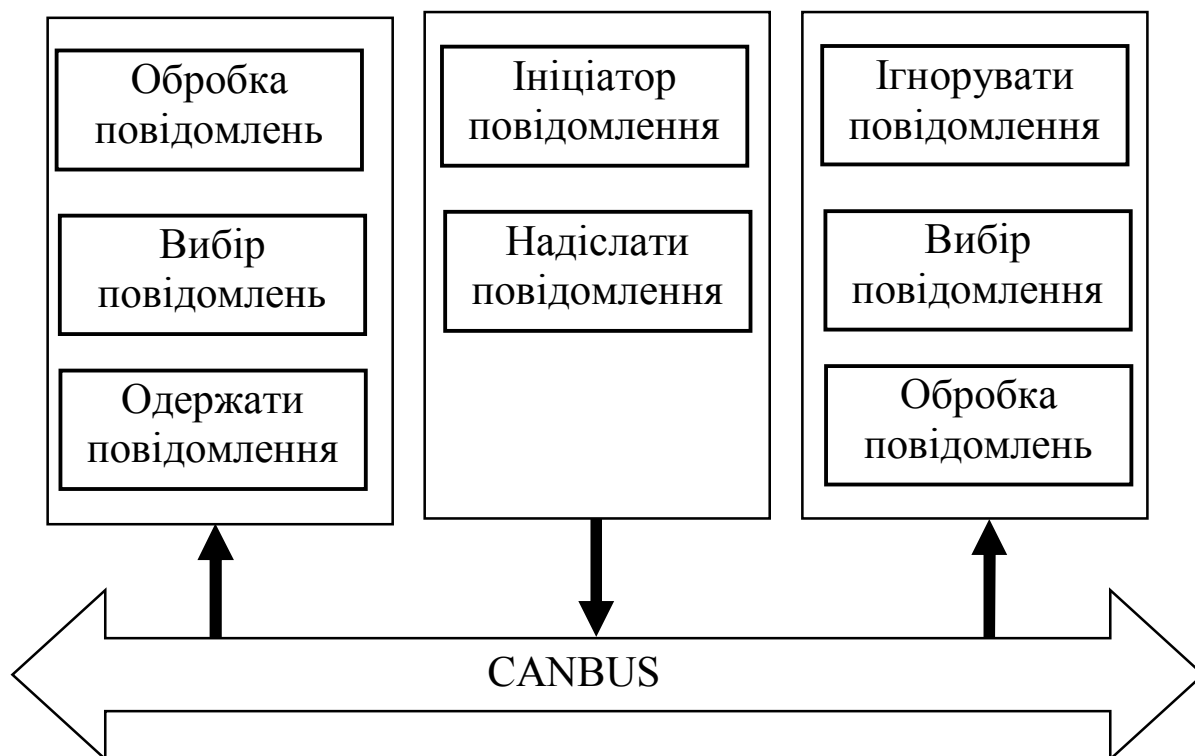 Обробка
повідомлень
Вибір
повідомлень
Одержати
повідомлення
Ініціатор
повідомлення
Надіслати
повідомлення
Ігнорувати
повідомлення
Вибір
повідомлення
Обробка
повідомлень
CANBUS